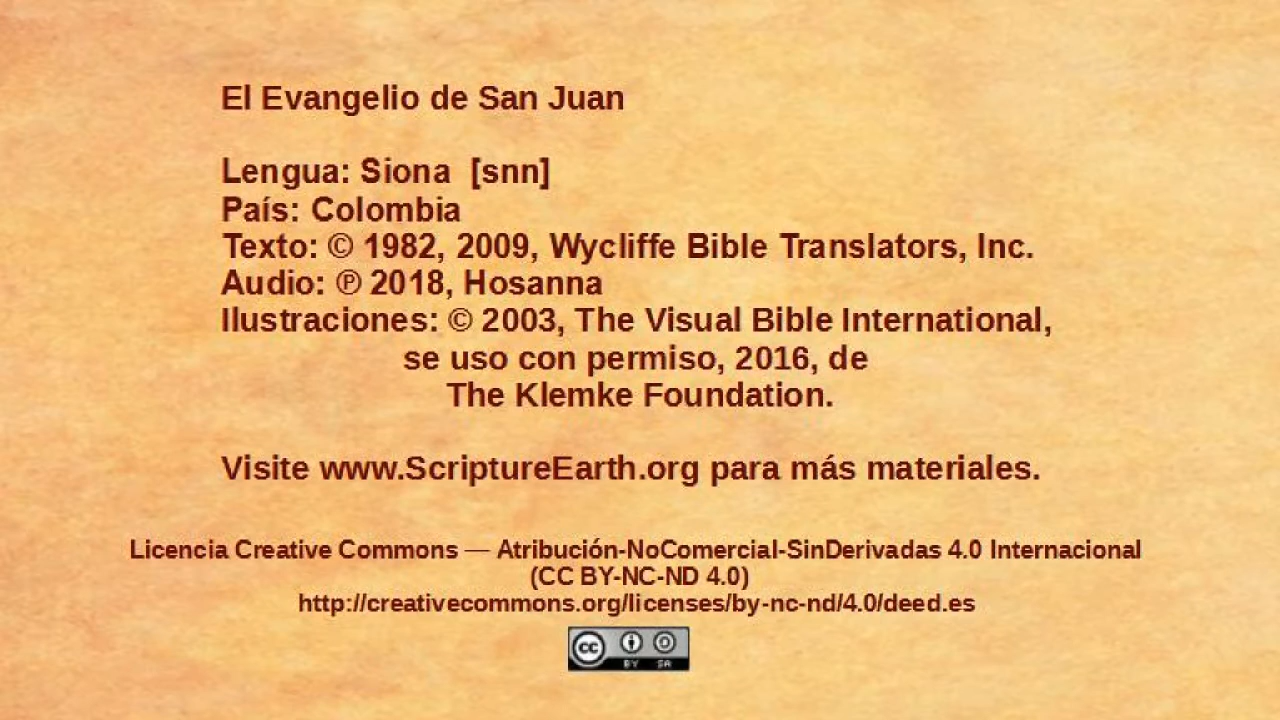 El Evangelio de San Juan
Lengua: Siona [snn]
País: Colombia
Texto: © 1982, 2009, Wycliffe Bible Translators, Inc.
Audio: ℗ 2018, Hosanna
Ilustraciones: © 2003, The Visual Bible International,
se uso con permiso, 2016, de
The Klemke Foundation.
Visite www.ScriptureEarth.org para más materiales.
Licencia Creative Commons — Atribución-NoComercial-SinDerivadas 4.0 Internacional
(CC BY-NC-ND 4.0)
http://creativecommons.org/licenses/by-nc-nd/4.0/deed.es
cc
BY SA